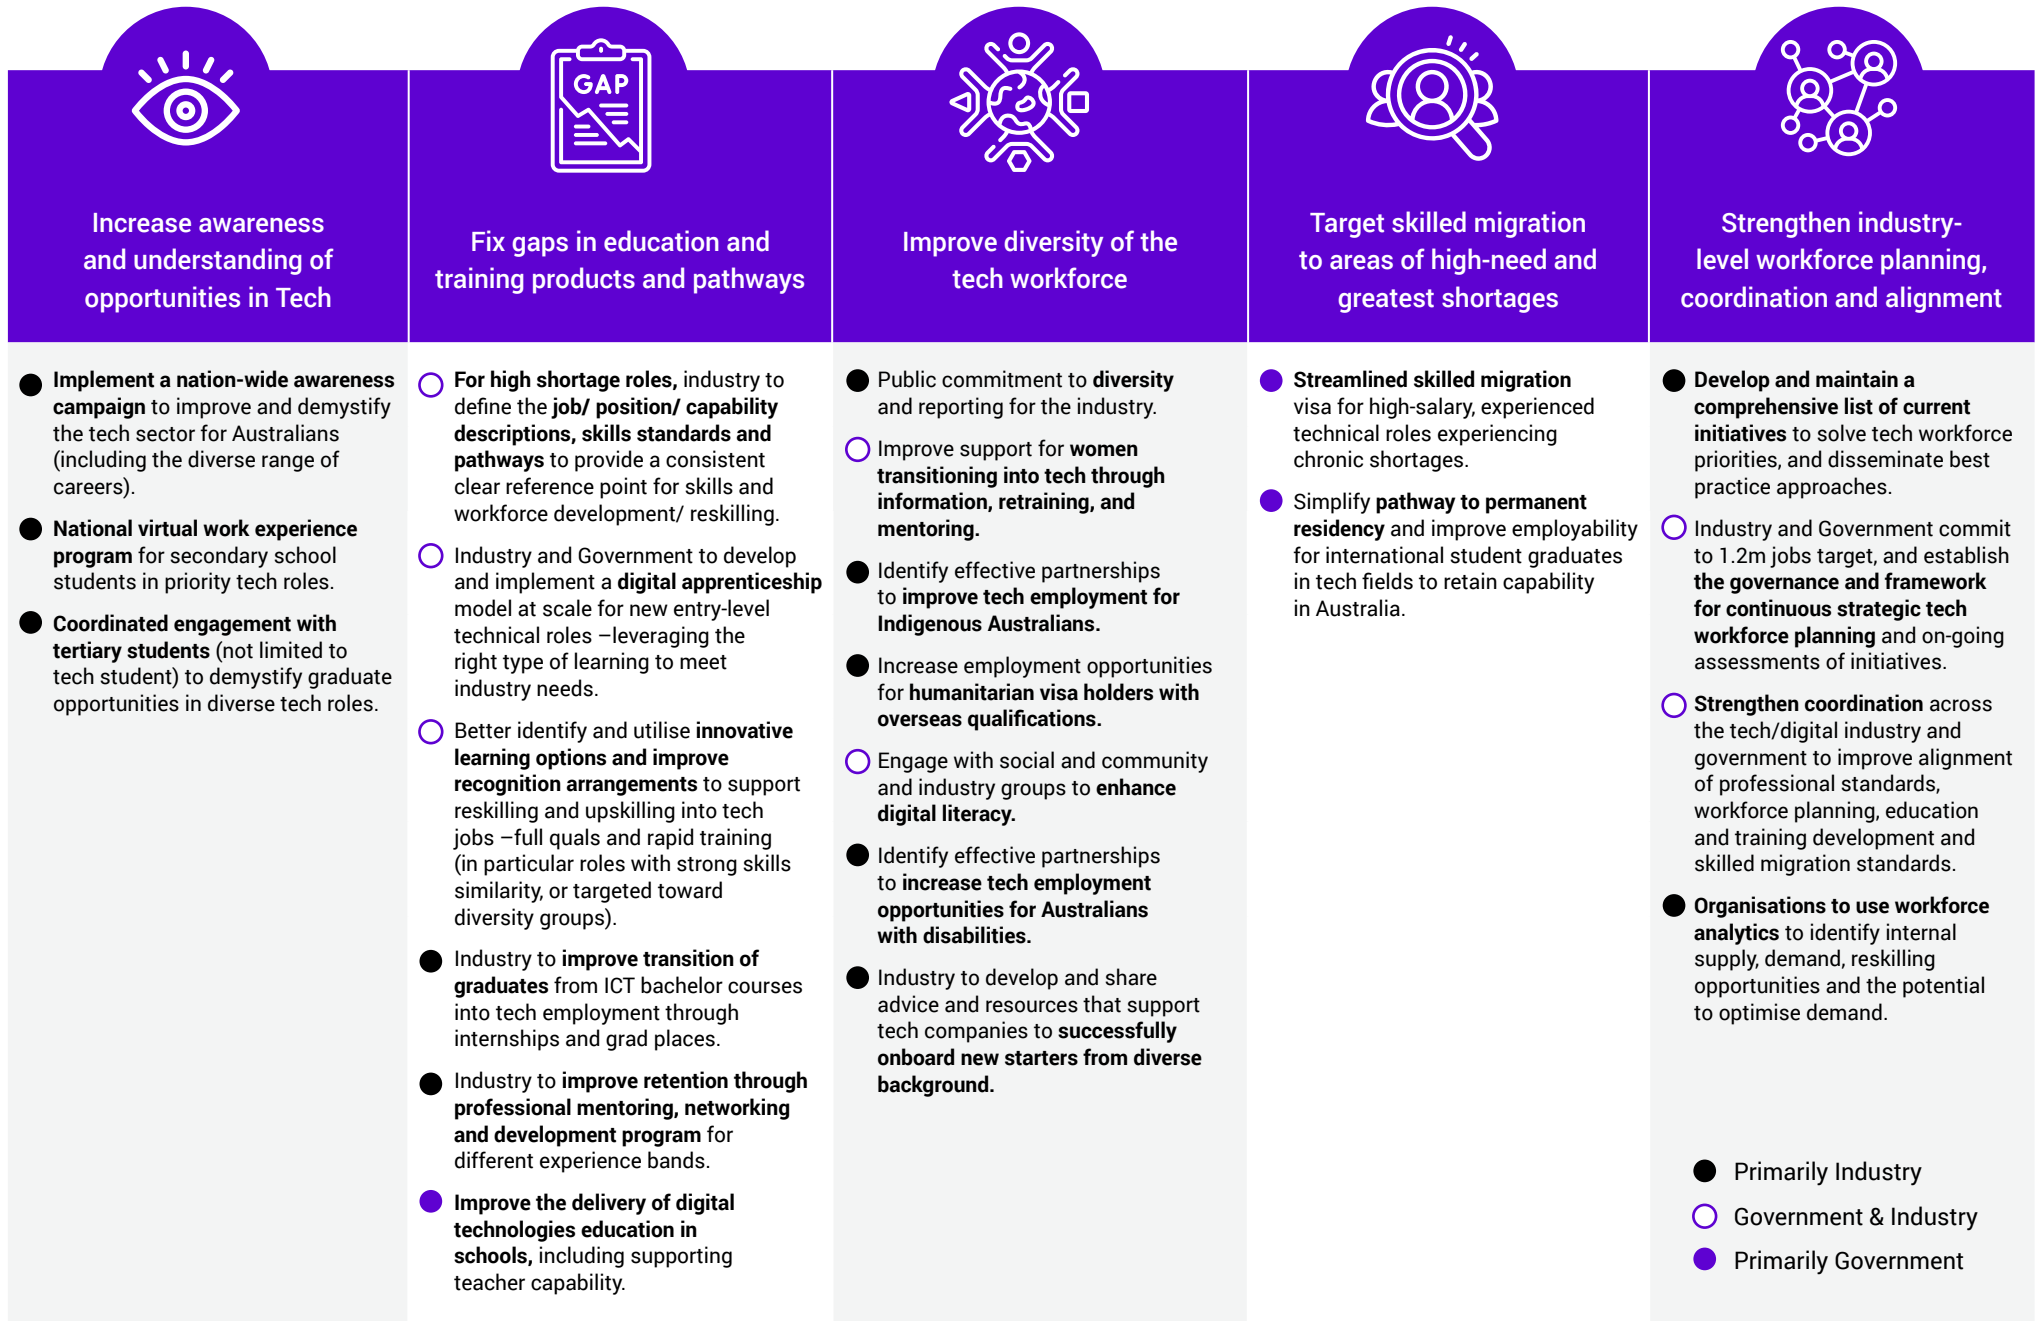 GAP
Increase awareness
and understanding of
opportunities in Tech
Implement a nation-wide awareness
campaign to improve and demystify
the tech sector for Australians
(including the diverse range of
careers).
National virtual work experience
program for secondary school
students in priority tech roles.
Coordinated engagement with
tertiary students (not limited to
tech student) to demystify graduate
opportunities in diverse tech roles.
Fix gaps in education and
training products and pathways
For high shortage roles, industry to
define the job/ position/ capability
descriptions, skills standards and
pathways to provide a consistent
clear reference point for skills and
workforce development/ reskilling.
Industry and Government to develop
and implement a digital apprenticeship
model at scale for new entry-level
technical roles –leveraging the
right type of learning to meet
industry needs.
Better identify and utilise innovative
learning options and improve
recognition arrangements to support
reskilling and upskilling into tech
jobs –full quals and rapid training
(in particular roles with strong skills
similarity, or targeted toward
diversity groups).
Industry to improve transition of
graduates from ICT bachelor courses
into tech employment through
internships and grad places.
Industry to improve retention through
professional mentoring, networking
and development program for
different experience bands.
Improve the delivery of digital
technologies education in
schools, including supporting
teacher capability.
Improve diversity of the
tech workforce
Public commitment to diversity
and reporting for the industry.
Improve support for women
transitioning into tech through
information, retraining, and
mentoring.
Identify effective partnerships
to improve tech employment for
Indigenous Australians.
Increase employment opportunities
for humanitarian visa holders with
overseas qualifications.
Engage with social and community
and industry groups to enhance
digital literacy.
Identify effective partnerships
to increase tech employment
opportunities for Australians
with disabilities.
Industry to develop and share
advice and resources that support
tech companies to successfully
onboard new starters from diverse
background.
Target skilled migration
to areas of high-need and
greatest shortages
Streamlined skilled migration
visa for high-salary, experienced
technical roles experiencing
chronic shortages.
Simplify pathway to permanent
residency and improve employability
for international student graduates
in tech fields to retain capability
in Australia.
Strengthen industry-
level workforce planning,
coordination and alignment
Develop and maintain a
comprehensive list of current
initiatives to solve tech workforce
priorities, and disseminate best
practice approaches.
Industry and Government commit
to 1.2m jobs target, and establish
the governance and framework
for continuous strategic tech
workforce planning and on-going
assessments of initiatives.
Strengthen coordination across
the tech/digital industry and
government to improve alignment
of professional standards,
workforce planning, education
and training development and
skilled migration standards.
Organisations to use workforce
analytics to identify internal
supply, demand, reskilling
opportunities and the potential
to optimise demand.
Primarily Industry
Government & Industry
Primarily Government